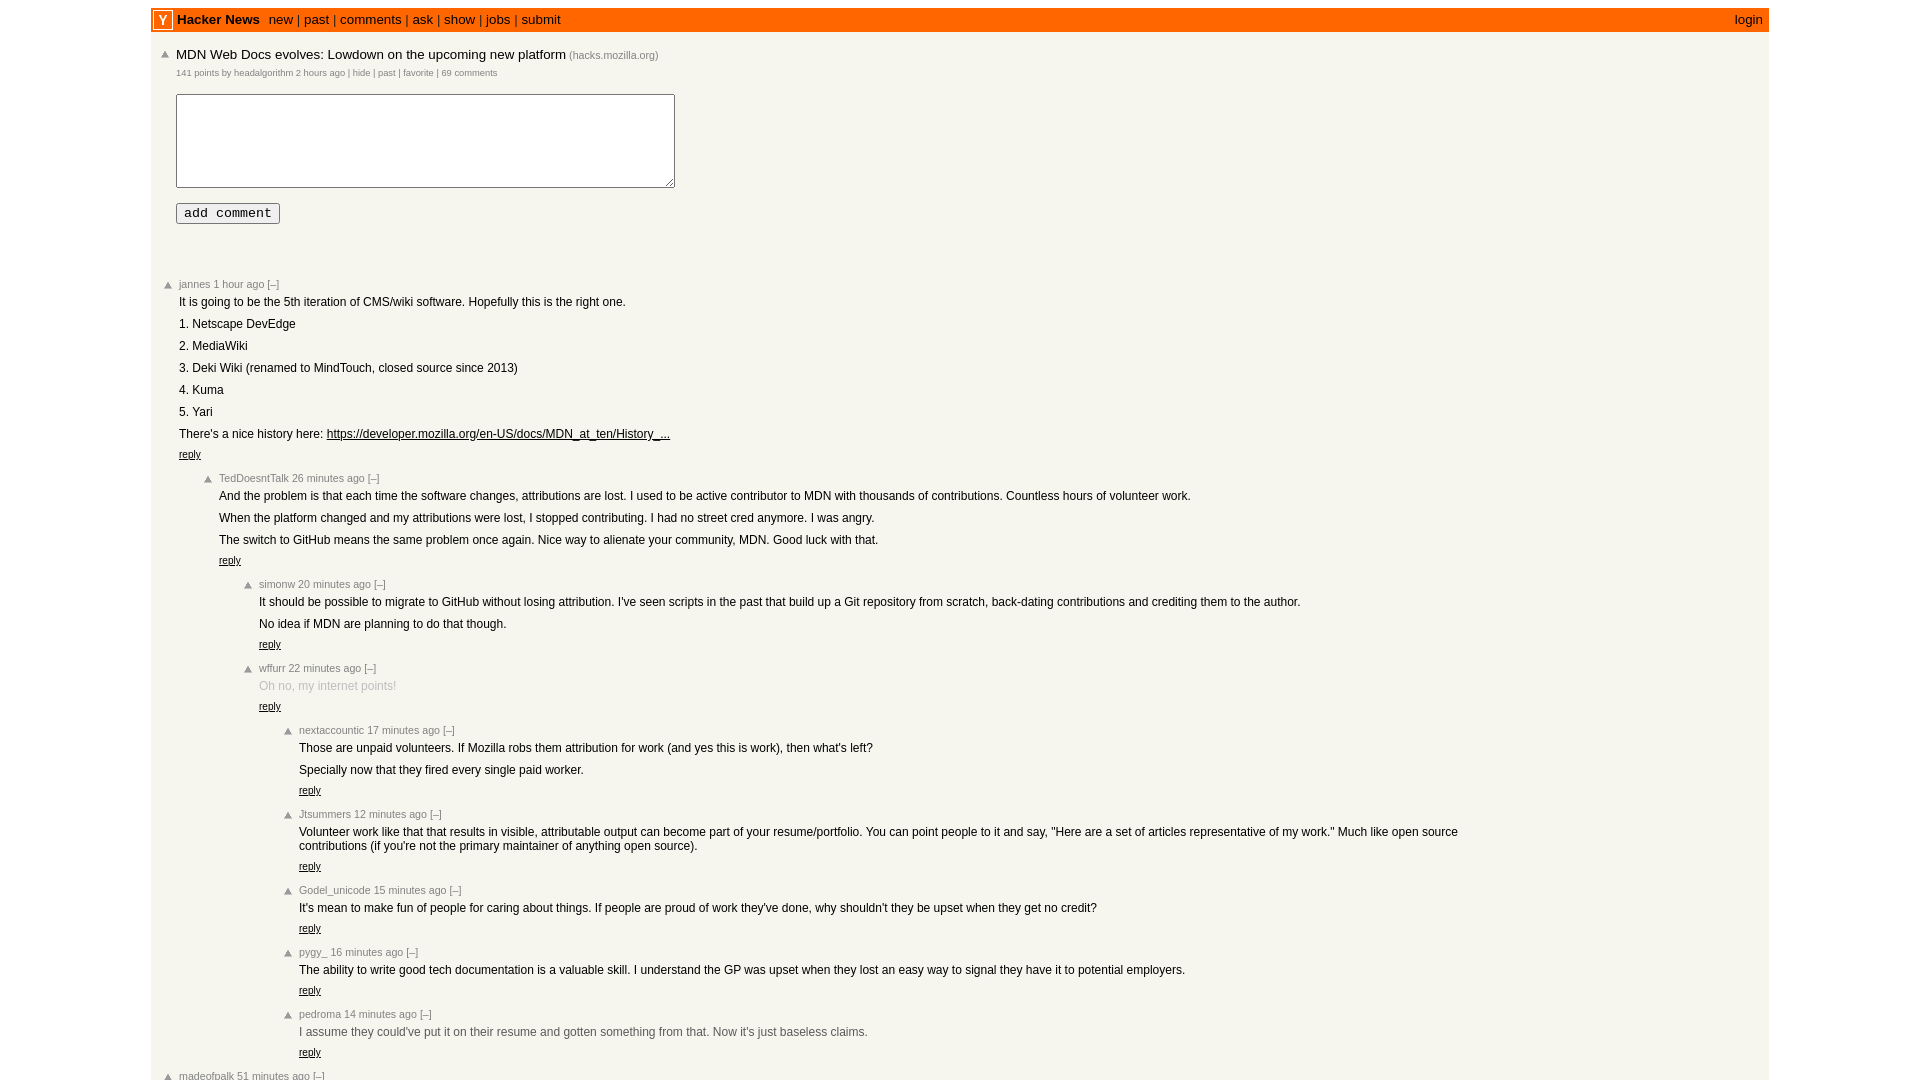 Y Hacker News new | past | comments | ask | show | jobs | submit login
MDN Web Docs evolves: Lowdown on the upcoming new platform (hacks.mozilla.org)
141 points by headalgorithm 2 hours ago | hide | past | favorite | 69 comments
add comment
jannes 1 hour ago [–]
It is going to be the 5th iteration of CMS/wiki software. Hopefully this is the right one.
1. Netscape DevEdge
2. MediaWiki
3. Deki Wiki (renamed to MindTouch, closed source since 2013)
4. Kuma
5. Yari
There's a nice history here: https://developer.mozilla.org/en-US/docs/MDN_at_ten/History_...
reply
TedDoesntTalk 26 minutes ago [–]
And the problem is that each time the software changes, attributions are lost. I used to be active contributor to MDN with thousands of contributions. Countless hours of volunteer work.
When the platform changed and my attributions were lost, I stopped contributing. I had no street cred anymore. I was angry.
The switch to GitHub means the same problem once again. Nice way to alienate your community, MDN. Good luck with that.
reply
simonw 20 minutes ago [–]
It should be possible to migrate to GitHub without losing attribution. I've seen scripts in the past that build up a Git repository from scratch, back-dating contributions and crediting them to the author.
No idea if MDN are planning to do that though.
reply
wffurr 22 minutes ago [–]
Oh no, my internet points!
reply
nextaccountic 17 minutes ago [–]
Those are unpaid volunteers. If Mozilla robs them attribution for work (and yes this is work), then what's left?
Specially now that they fired every single paid worker.
reply
Jtsummers 12 minutes ago [–]
Volunteer work like that that results in visible, attributable output can become part of your resume/portfolio. You can point people to it and say, "Here are a set of articles representative of my work." Much like open source
contributions (if you're not the primary maintainer of anything open source).
reply
Godel_unicode 15 minutes ago [–]
It's mean to make fun of people for caring about things. If people are proud of work they've done, why shouldn't they be upset when they get no credit?
reply
pygy_ 16 minutes ago [–]
The ability to write good tech documentation is a valuable skill. I understand the GP was upset when they lost an easy way to signal they have it to potential employers.
reply
pedroma 14 minutes ago [–]
I assume they could've put it on their resume and gotten something from that. Now it's just baseless claims.
reply
madeofpalk 51 minutes ago [–]